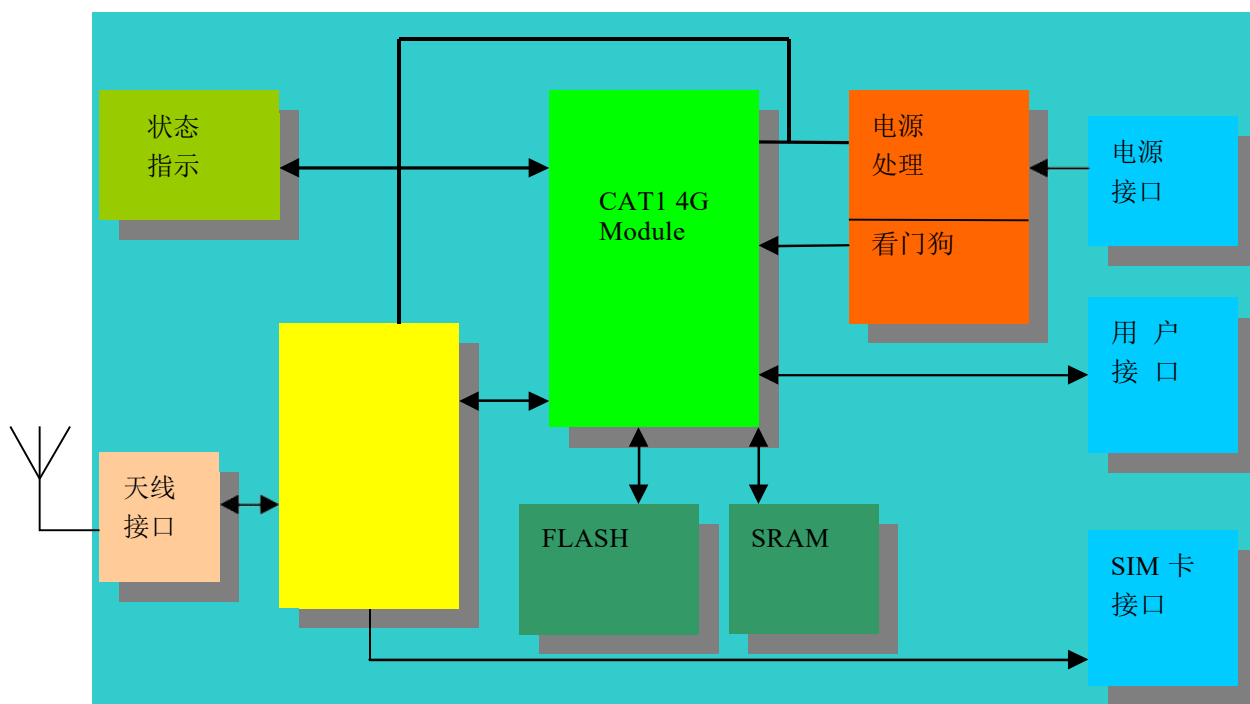 状态
指示
CAT1 4G
Module
电源
处理
看门狗
电源
接口
用 户
接 口
天线
接口
FLASH
SRAM
SIM 卡
接口